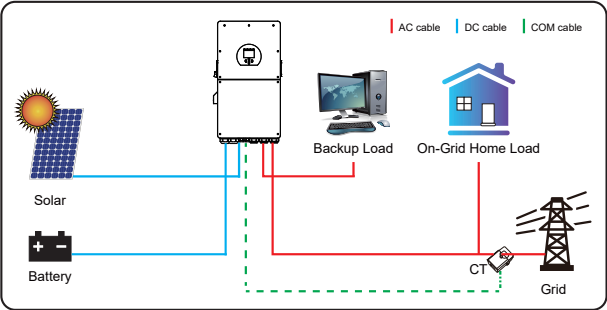 AC cable
DC cable
COM cable
Backup Load
On-Grid Home Load
Solar
Battery
CT
Grid